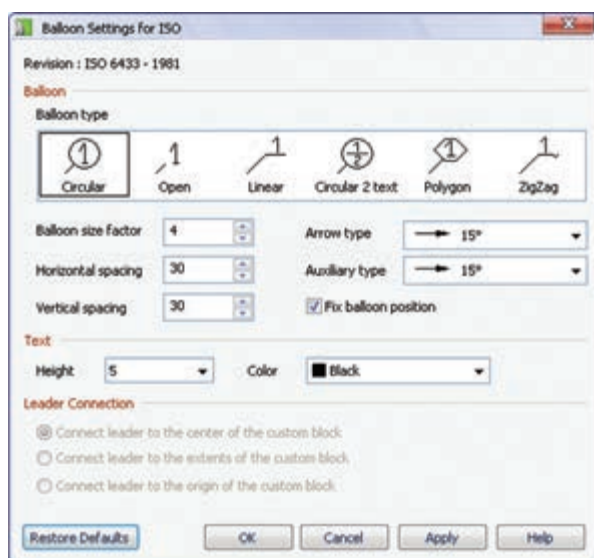 Balloon Settings for ISO
Revision : ISO 6433 - 1981
Balloon
Balloon type
1 1 1 1 2 1 1
Circular Open Linear Circular 2 text Polygon ZigZag
Balloon size factor 4 Arrow type 15°
Horizontal spacing 30 Auxiliary type 15°
Vertical spacing 30 Fix balloon position
Text
Height 5 Color Black
Leader Connection
Connect leader to the center of the custom block
Connect leader to the extents of the custom block
Connect leader to the origin of the custom block
Restore Defaults OK Cancel Apply Help